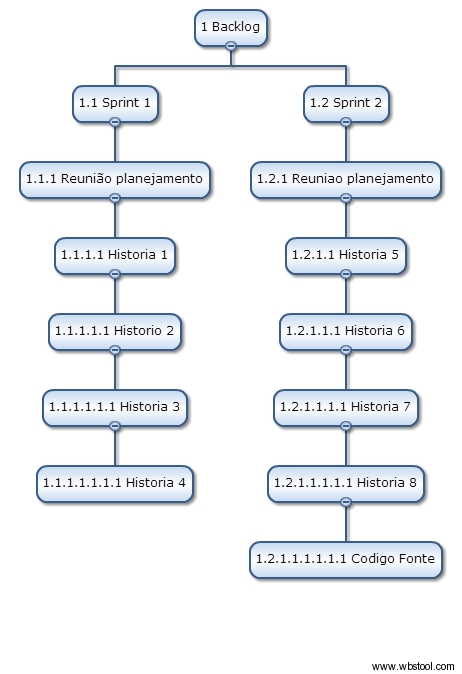 1 Backlog
1.1 Sprint 1
1.2 Sprint 2
1.1.1 Reunião planejamento
1.2.1 Reuniao planejamento
1.1.1.1 Historia 1
1.2.1.1 Historia 5
1.1.1.1.1 Historio 2
1.2.1.1.1 Historia 6
1.1.1.1.1.1 Historia 3
1.2.1.1.1.1 Historia 7
1.1.1.1.1.1.1 Historia 4
1.2.1.1.1.1.1 Historia 8
1.2.1.1.1.1.1.1 Codigo Fonte
www.wbstool.com